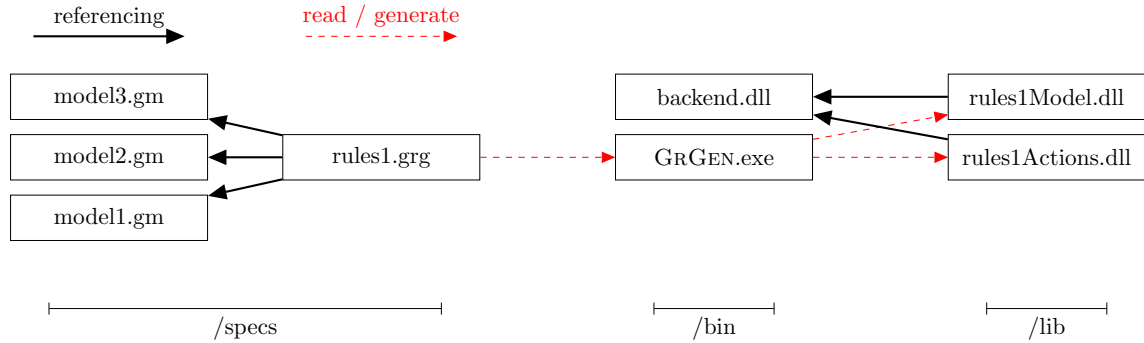 referencing
read / generate
model3.gm
backend.dll
rules1Model.dll
model2.gm
rules1.grg
GRGEN.exe
rules1Actions.dll
model1.gm
/specs
/bin
/lib